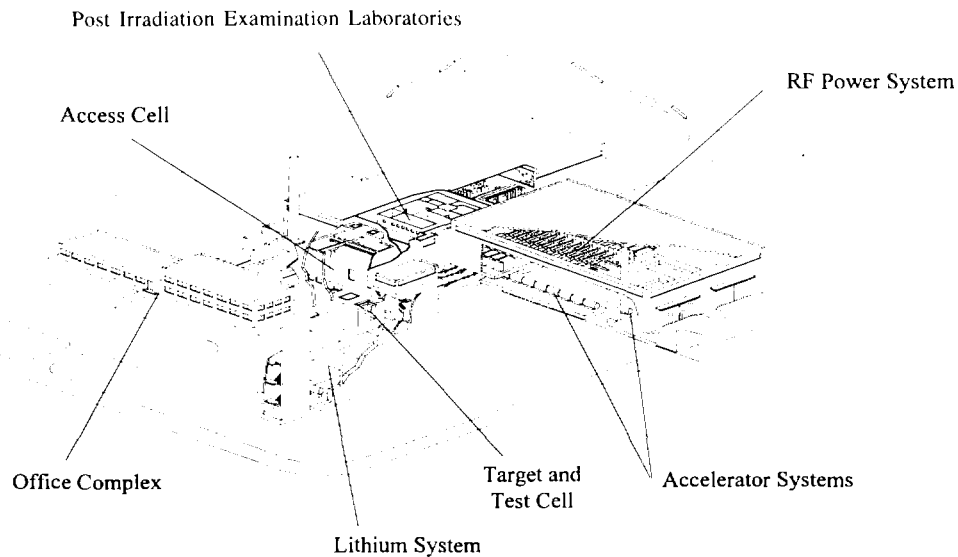 Post Irradiation Examination Laboratories
RF Power System
Access Cell
Office Complex
Target and
Test Cell
Accelerator Systems
Lithium System